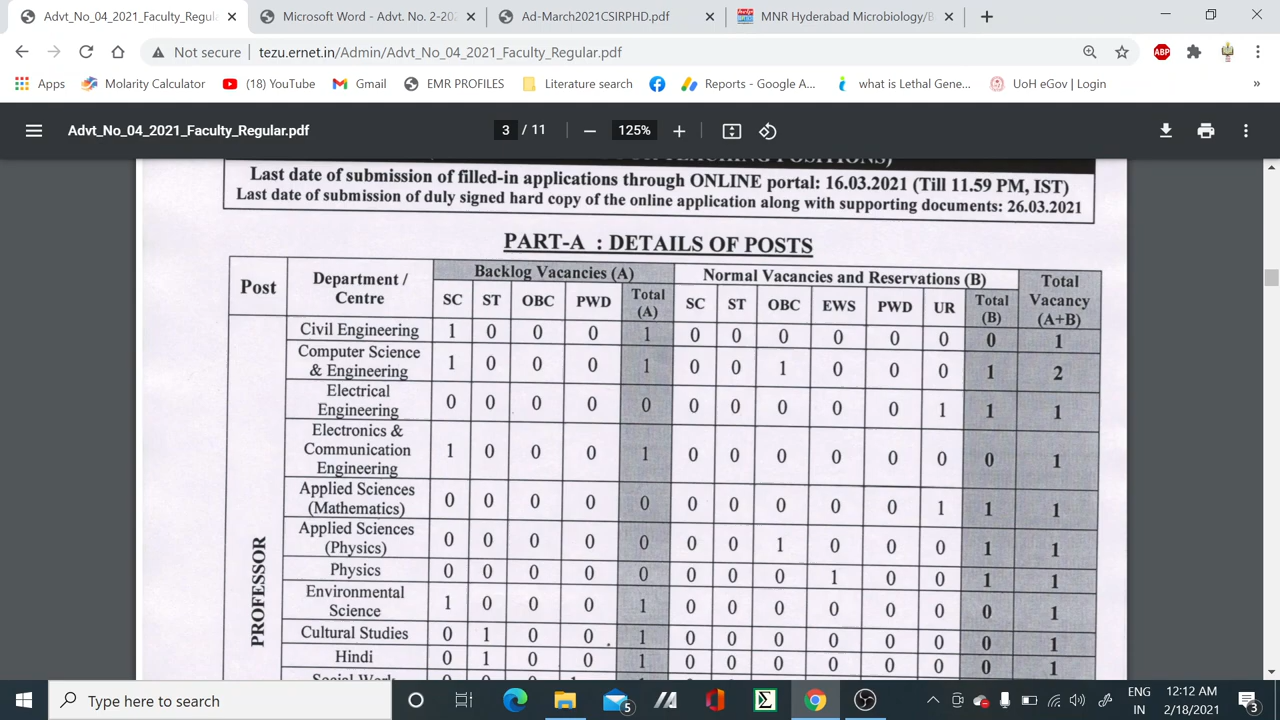 Advt_No_04_2021_Faculty_Regula
Microsoft Word - Advt. No. 2-202
Ad-March2021CSIRPHD.pdf
MNR Hyderabad Microbiology/B
Not secure
tezu.ernet.in/Admin/Advt_No_04_2021_Faculty_Regular.pdf
ABP
Apps
Molarity Calculator
(18) YouTube
Gmail
EMR PROFILES
Literature search
Reports - Google A...
what is Lethal Gene...
UoH eGov | Login
»
Advt_No_04_2021_Faculty_Regular.pdf
3 / 11
125%
TEACHING POSITIONS)
Last date of submission of filled-in applications through ONLINE portal: 16.03.2021 (Till 11.59 PM, IST)
Last date of submission of duly signed hard copy of the online application along with supporting documents: 26.03.2021
PART-A : DETAILS OF POSTS
Post Department / Centre Backlog Vacancies (A) Normal Vacancies and Reservations (B) Total Vacancy (A+B)
SC ST OBC PWD Total (A) SC ST OBC EWS PWD UR Total (B)
PROFESSOR
Civil Engineering 1 0 0 0 1 0 0 0 0 0 0 0 1
Computer Science & Engineering 1 0 0 0 1 0 0 1 0 0 0 1 2
Electrical Engineering 0 0 0 0 0 0 0 0 0 0 1 1 1
Electronics & Communication Engineering 1 0 0 0 1 0 0 0 0 0 0 0 1
Applied Sciences (Mathematics) 0 0 0 0 0 0 0 0 0 0 1 1 1
Applied Sciences (Physics) 0 0 0 0 0 0 0 1 0 0 0 1 1
Physics 0 0 0 0 0 0 0 0 1 0 0 1 1
Environmental Science 1 0 0 0 1 0 0 0 0 0 0 0 1
Cultural Studies 0 1 0 0 1 0 0 0 0 0 0 0 1
Hindi 0 1 0 0 1 0 0 0 0 0 0 0 1
Social Work
Type here to search
5
ENG
IN
12:12 AM
2/18/2021
3